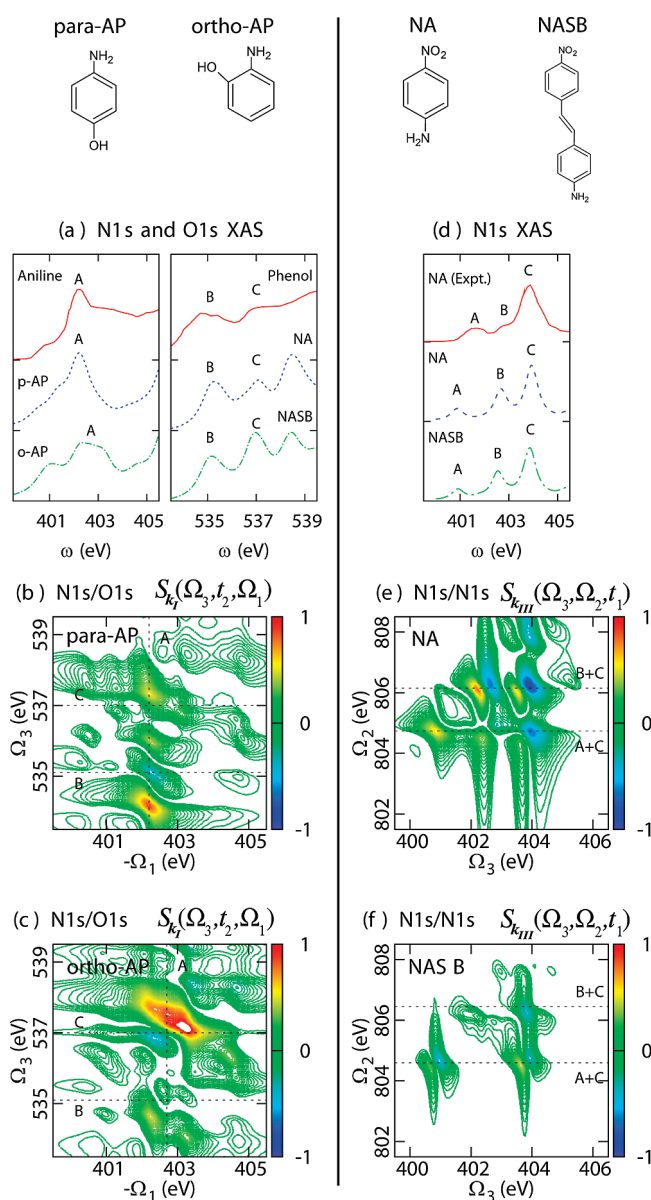 para-AP ortho-AP NA NASB
NH2
OH
NH2
HO
NO2
H2N
NO2
NH2
(a) N1s and O1s XAS
Aniline A
p-AP A
o-AP A
401 403 405
ω (eV)
Phenol
B C
NA
B C
NASB
B C
535 537 539
ω (eV)
(d) N1s XAS
NA (Expt.) A B C
NA A B C
NASB A B C
401 403 405
ω (eV)
(b) N1s/O1s SkI(Ω3,t2,Ω1)
para-AP
A
C
B
539
537
535
Ω3 (eV)
401 403 405
-Ω1 (eV)
1
0
-1
(e) N1s/N1s SkIII(Ω3,Ω2,t1)
NA
B+C
A+C
808
806
804
802
Ω2 (eV)
400 402 404 406
Ω3 (eV)
1
0
-1
(c) N1s/O1s SkI(Ω3,t2,Ω1)
ortho-AP
A
C
B
539
537
535
Ω3 (eV)
401 403 405
-Ω1 (eV)
1
0
-1
(f) N1s/N1s SkIII(Ω3,Ω2,t1)
NAS B
B+C
A+C
808
806
804
802
Ω2 (eV)
400 402 404 406
Ω3 (eV)
1
0
-1